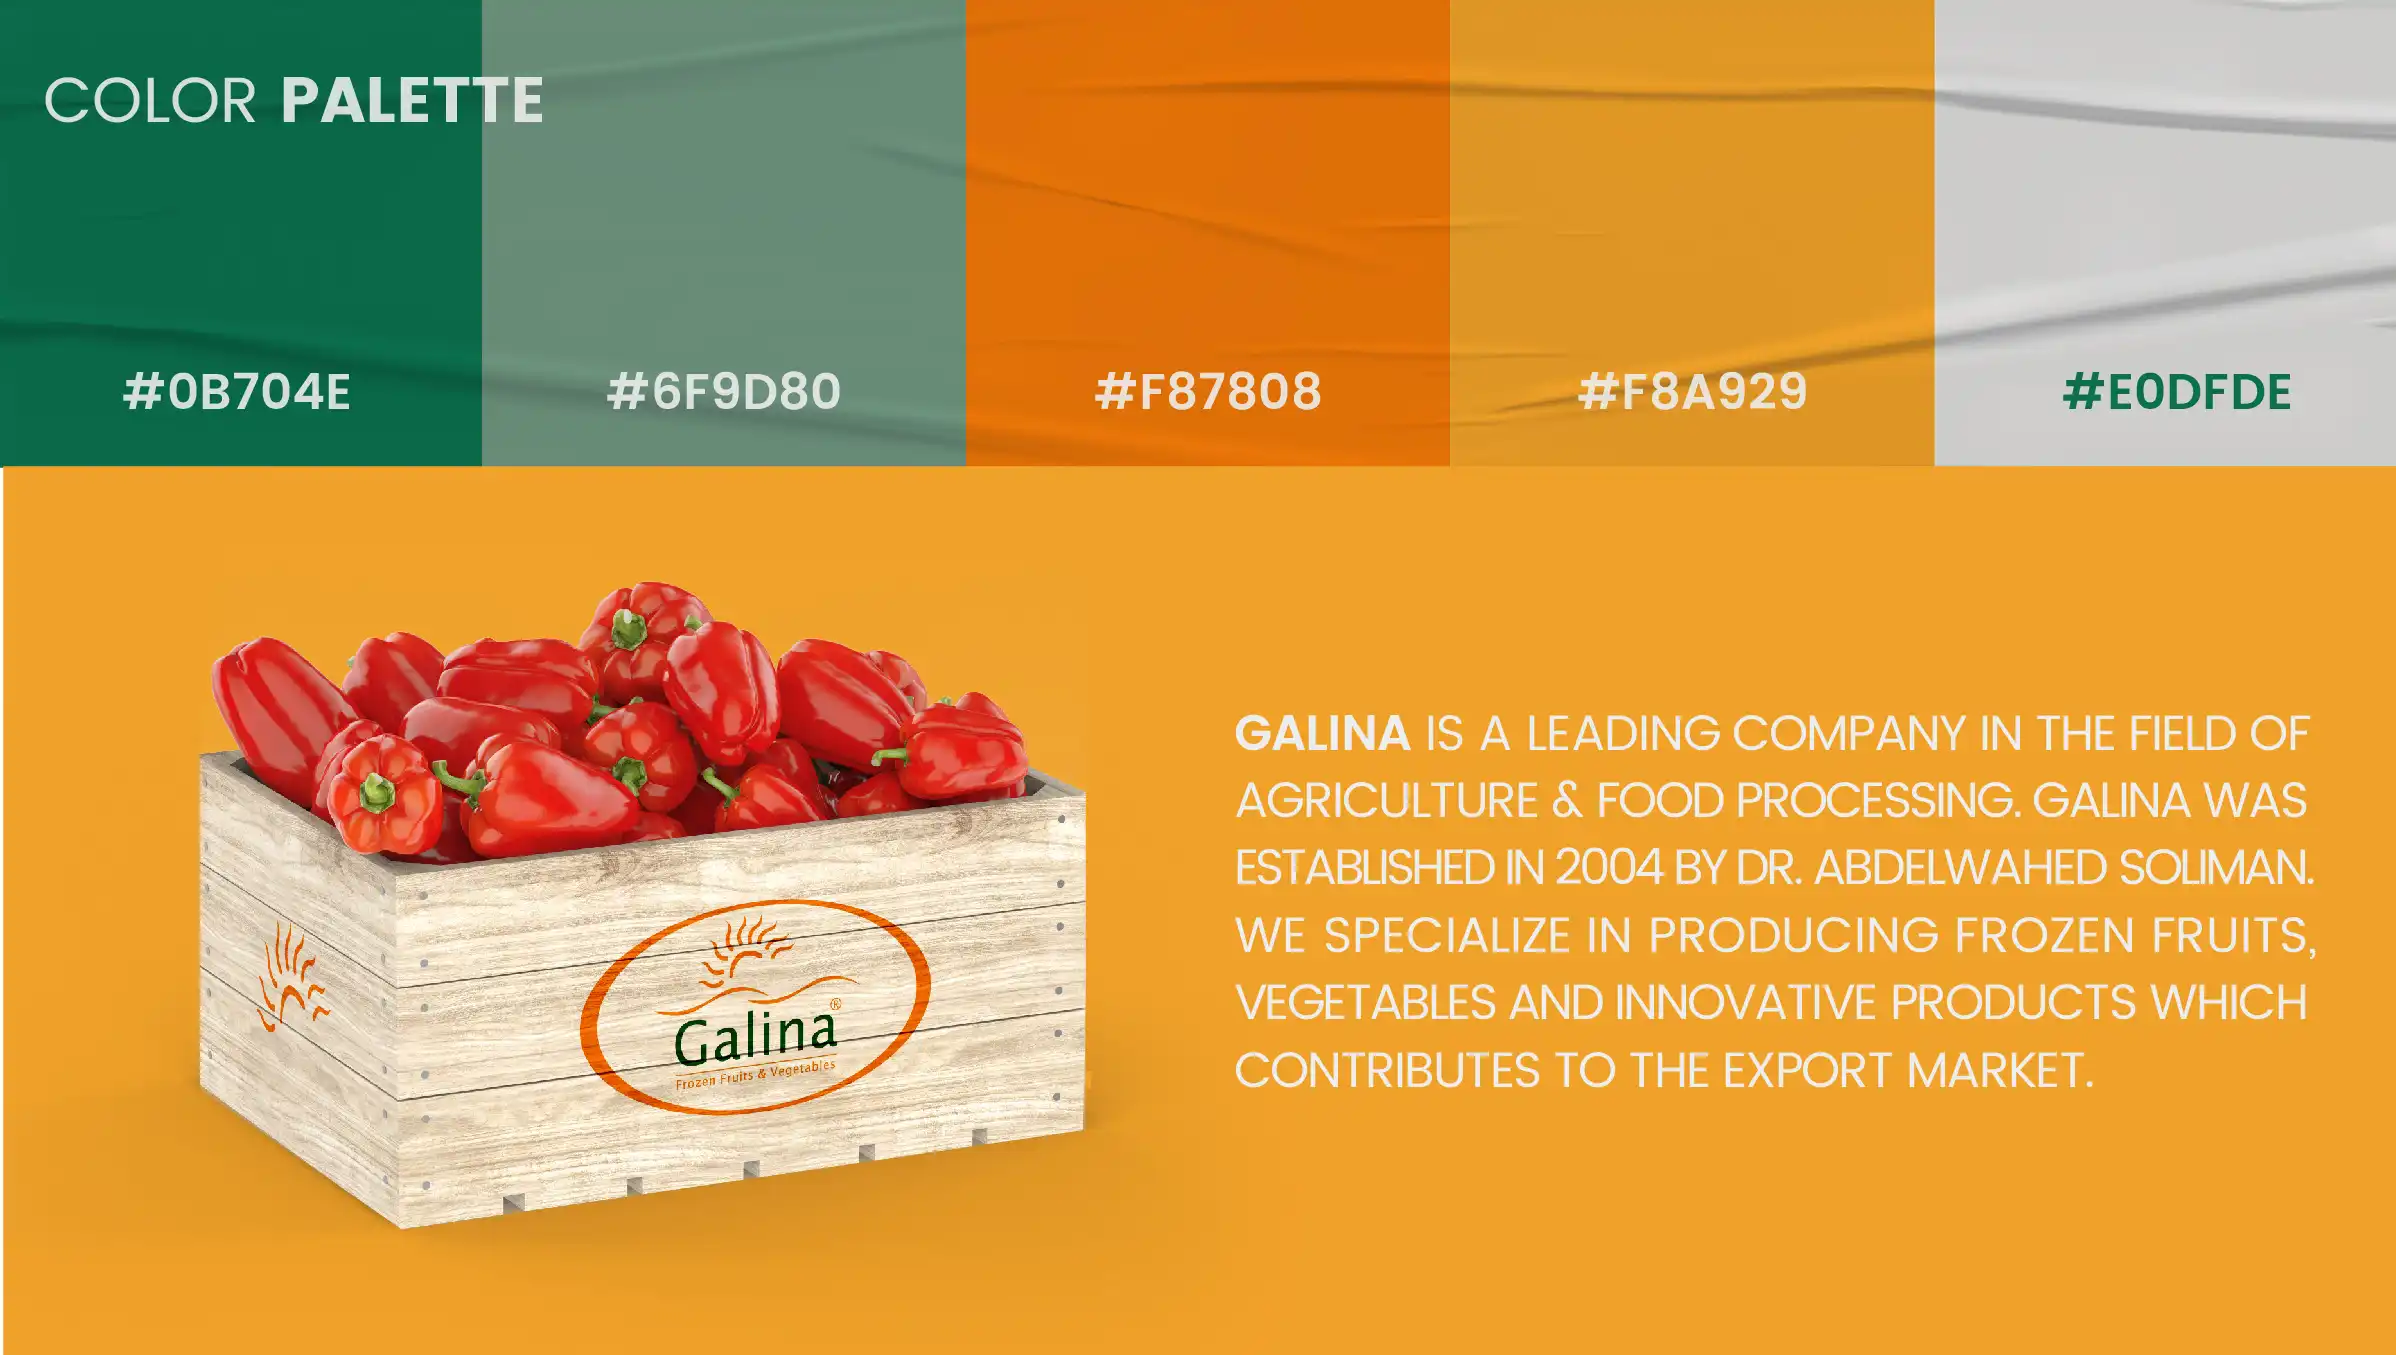 COLOR PALETTE
#0B704E
#6F9D80
#F87808
#F8A929
#E0DFDE
GALINA IS A LEADING COMPANY IN THE FIELD OF
AGRICULTURE & FOOD PROCESSING. GALINA WAS
ESTABLISHED IN 2004 BY DR. ABDELWAHED SOLIMAN.
WE SPECIALIZE IN PRODUCING FROZEN FRUITS,
VEGETABLES AND INNOVATIVE PRODUCTS WHICH
CONTRIBUTES TO THE EXPORT MARKET.
Galina®
Frozen Fruits & Vegetables